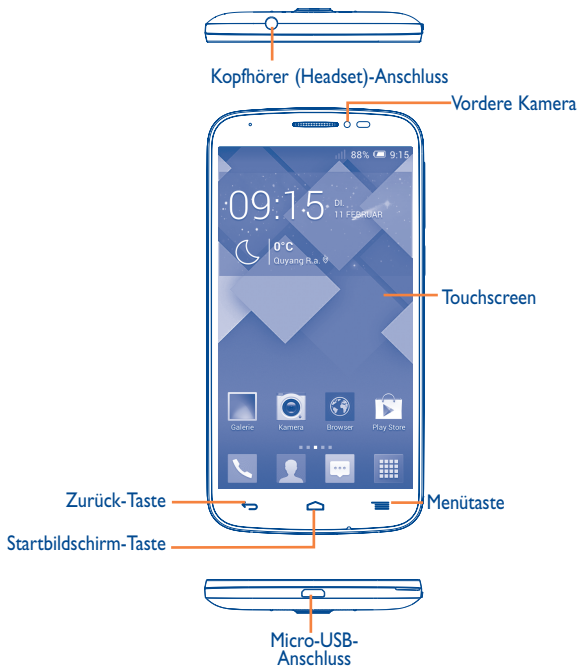 Kopfhörer (Headset)-Anschluss
Vordere Kamera
88% 9:15
09:15
DI.
11 FEBRUAR
0°C
Quyang R.a.
Touchscreen
Galerie Kamera Browser Play Store
Zurück-Taste
Menütaste
Startbildschirm-Taste
Micro-USB-
Anschluss